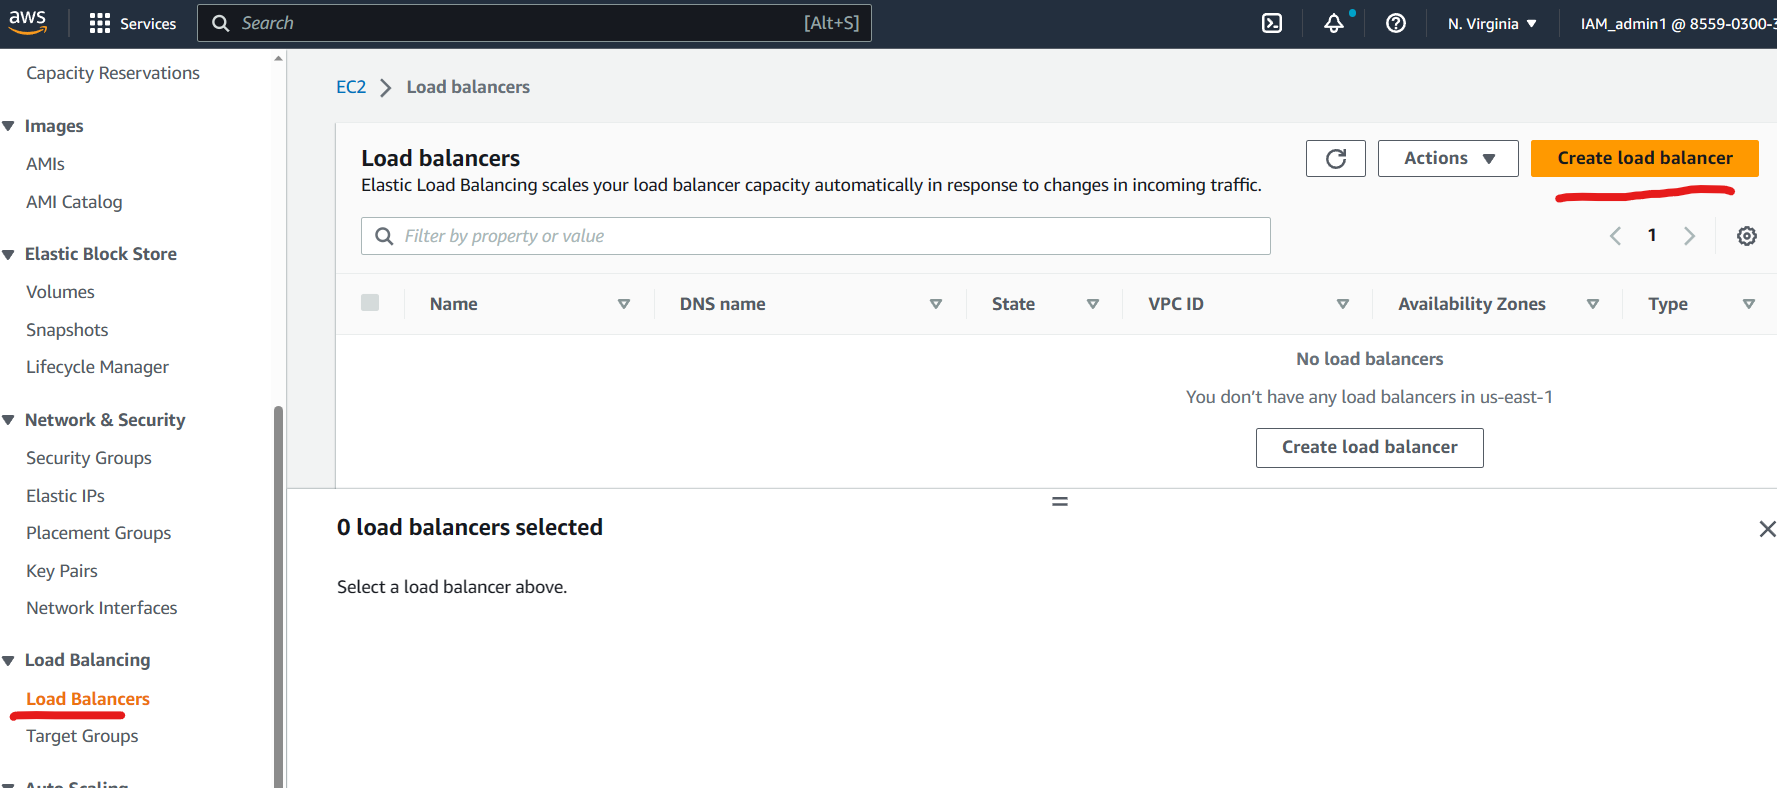 aws
Services
Search
[Alt+S]
N. Virginia
IAM_admin1 @ 8559-0300-3
Capacity Reservations
Images
AMIs
AMI Catalog
Elastic Block Store
Volumes
Snapshots
Lifecycle Manager
Network & Security
Security Groups
Elastic IPs
Placement Groups
Key Pairs
Network Interfaces
Load Balancing
Load Balancers
Target Groups
Auto Scaling
EC2
Load balancers
Load balancers
Elastic Load Balancing scales your load balancer capacity automatically in response to changes in incoming traffic.
Actions
Create load balancer
Filter by property or value
1
Name
DNS name
State
VPC ID
Availability Zones
Type
No load balancers
You don’t have any load balancers in us-east-1
Create load balancer
0 load balancers selected
Select a load balancer above.